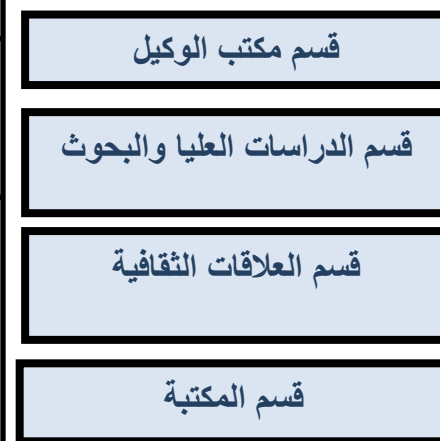 قسم مكتب الوكيل
قسم الدراسات العليا والبحوث
قسم العلاقات الثقافية
قسم المكتبة